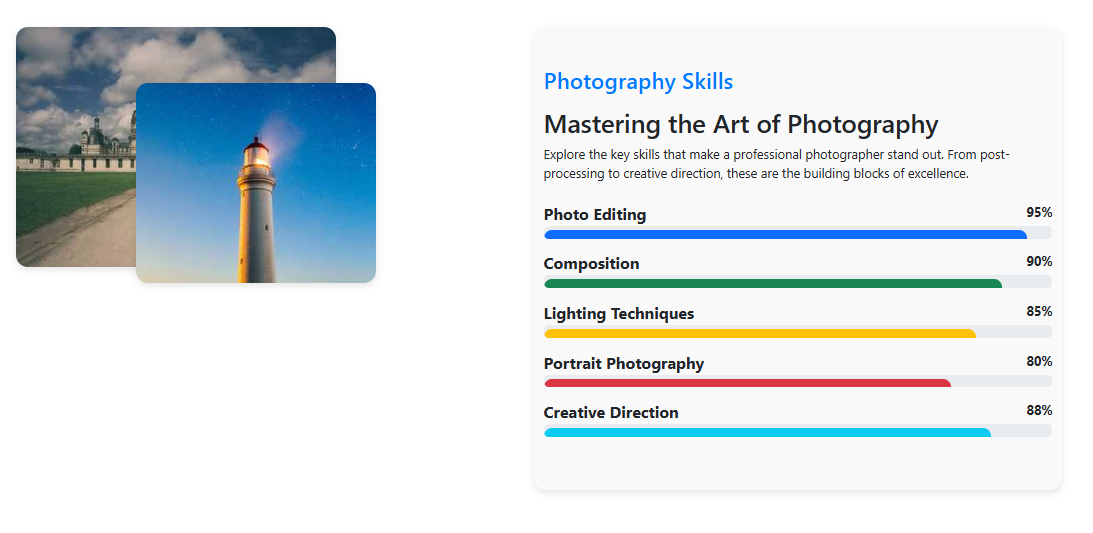 Photography Skills
Mastering the Art of Photography
Explore the key skills that make a professional photographer stand out. From post-
processing to creative direction, these are the building blocks of excellence.
Photo Editing 95%
Composition 90%
Lighting Techniques 85%
Portrait Photography 80%
Creative Direction 88%